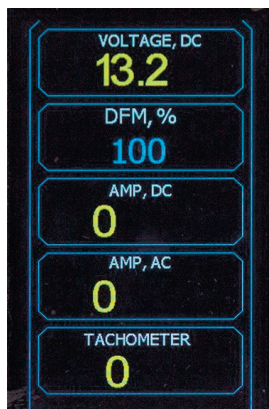 VOLTAGE, DC
13.2
DFM, %
100
AMP, DC
0
AMP, AC
0
TACHOMETER
0